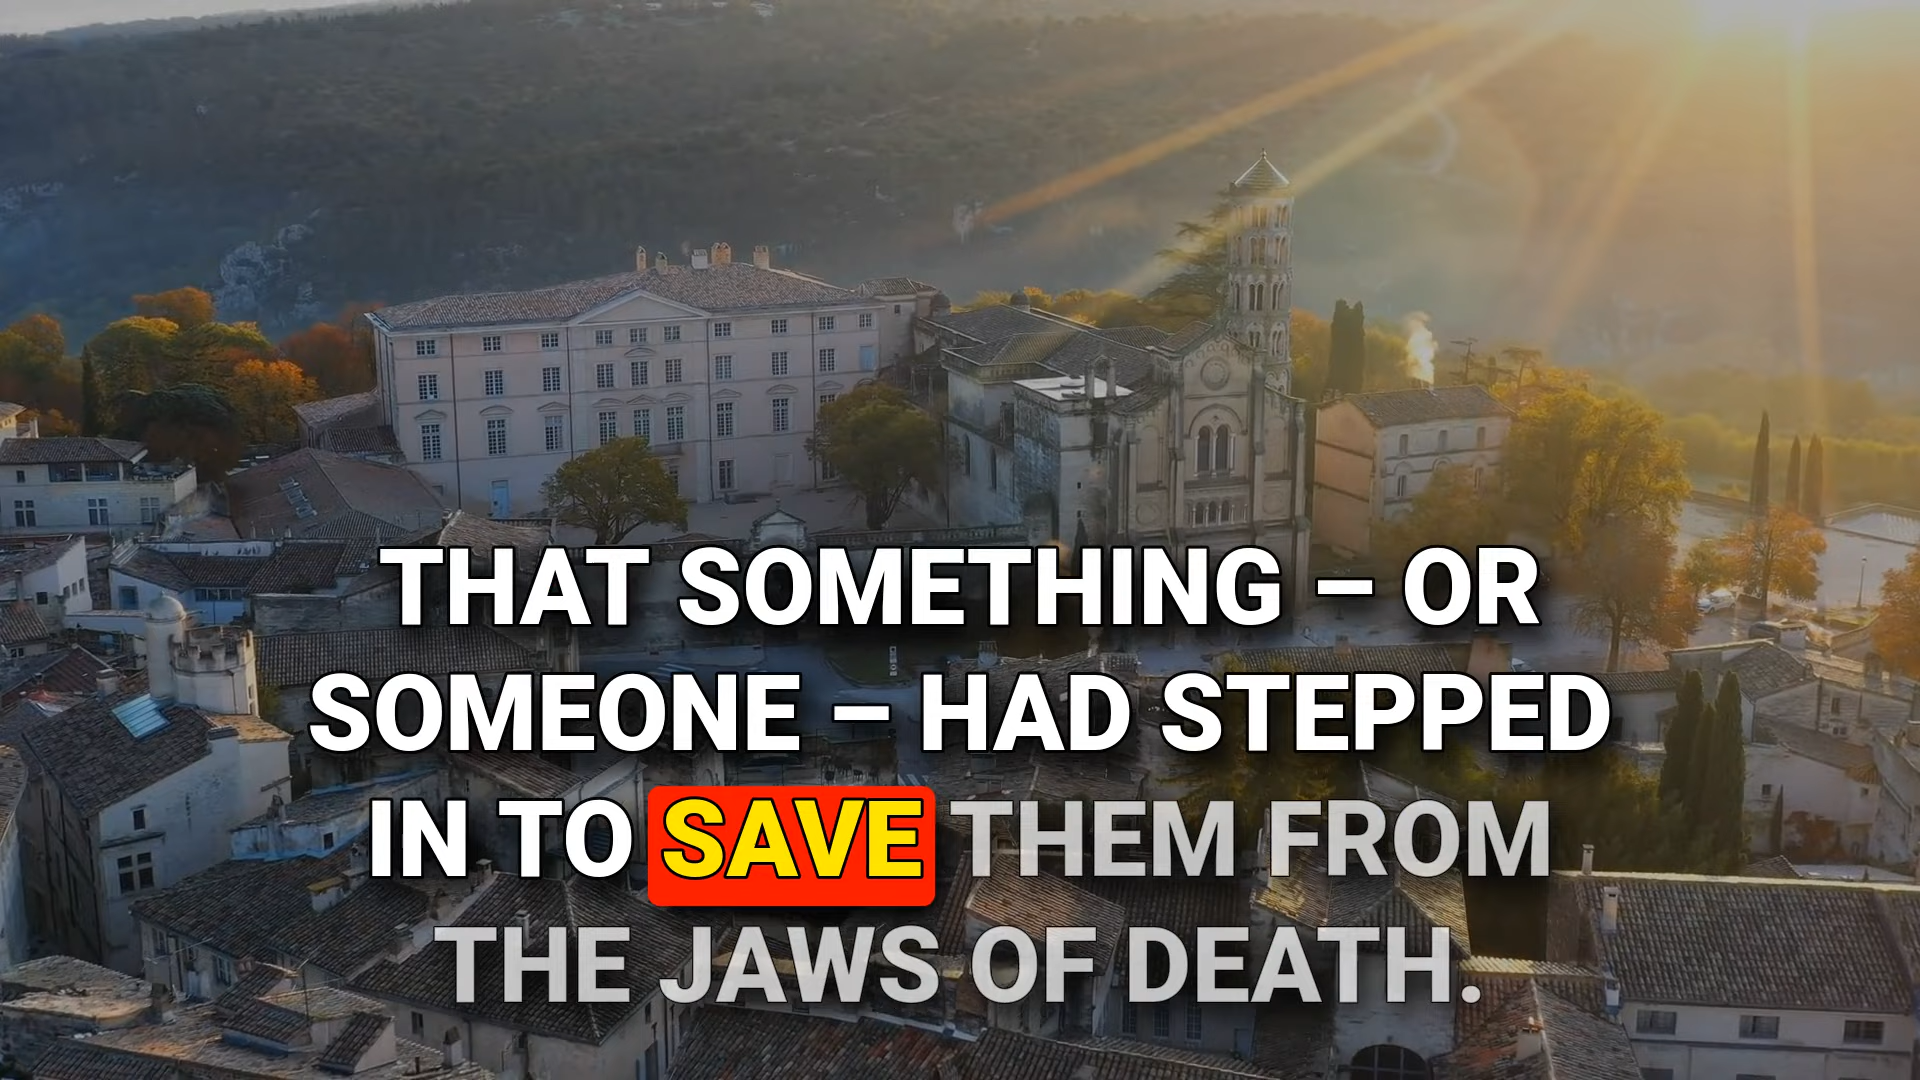 THAT SOMETHING – OR
SOMEONE – HAD STEPPED
IN TO SAVE THEM FROM
THE JAWS OF DEATH.